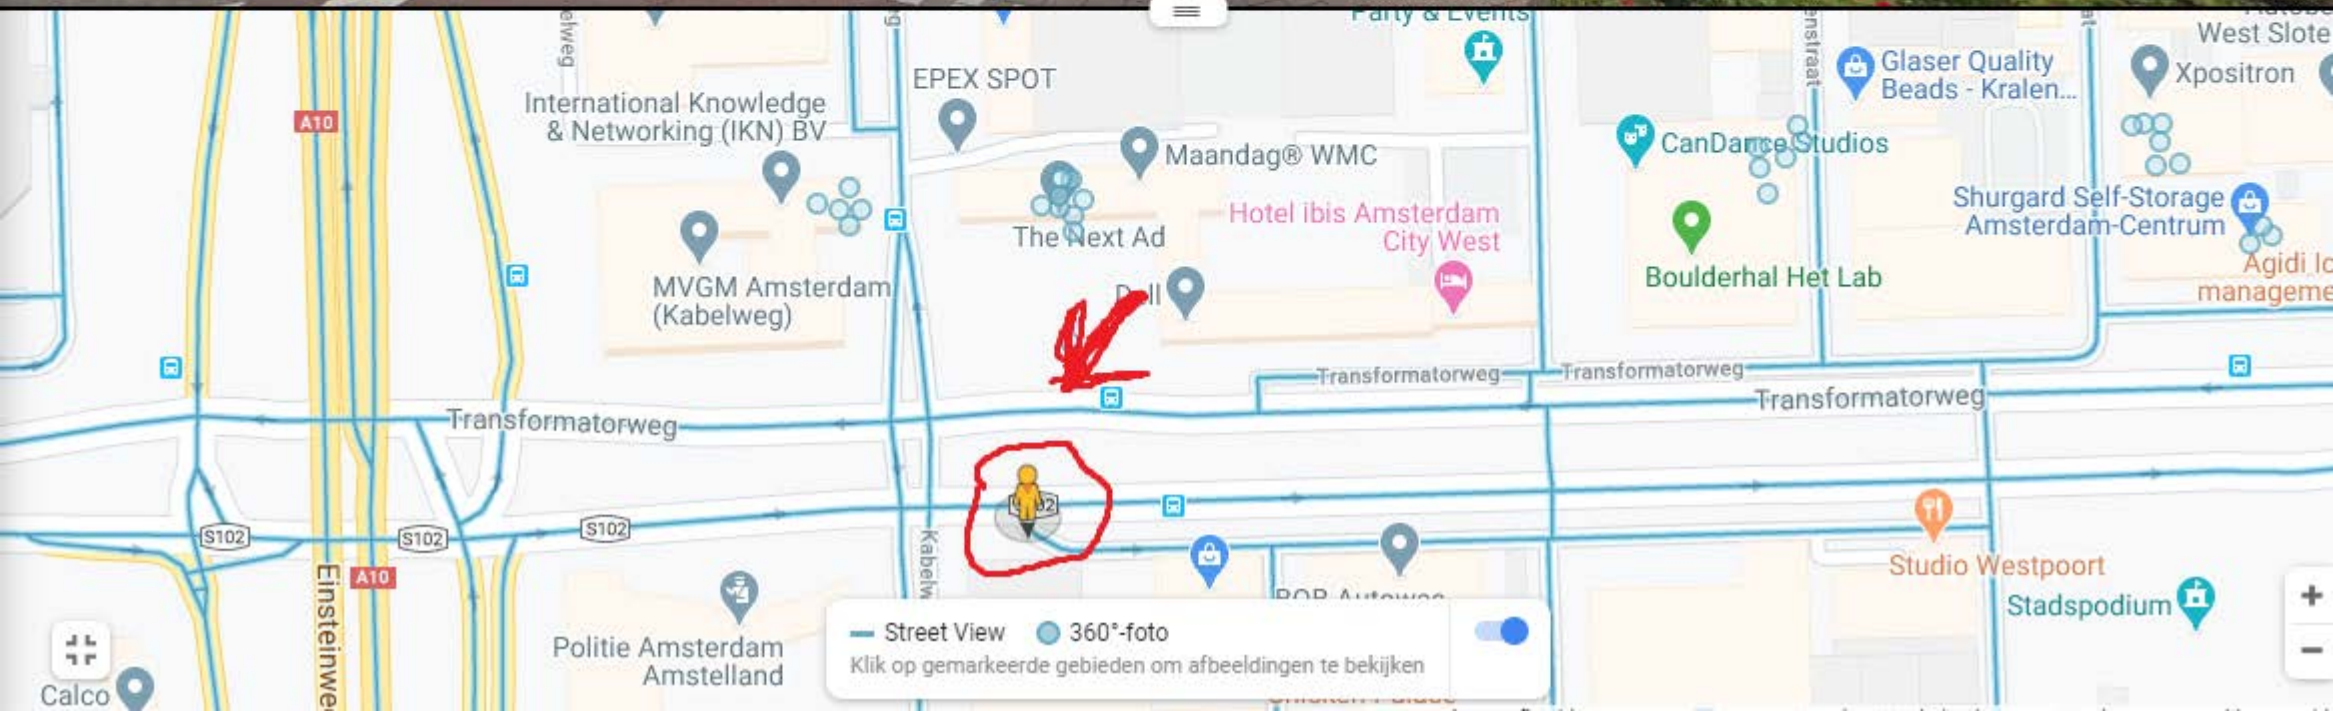 Party & Events
West Slote
Glaser Quality
Beads - Kralen...
Xpositron
EPEX SPOT
A10
International Knowledge
& Networking (IKN) BV
Maandag® WMC
CanDance Studios
Shurgard Self-Storage
Amsterdam-Centrum
Hotel ibis Amsterdam
City West
The Next Ad
Boulderhal Het Lab
Agidi
manageme
MVGM Amsterdam
(Kabelweg)
Transformatorweg
Transformatorweg
Transformatorweg
Transformatorweg
S102
S102
S102
Kabelw
Einsteinwe
A10
Studio Westpoort
Stadspodium
Politie Amsterdam
Amstelland
Calco
Street View
360°-foto
Klik op gemarkeerde gebieden om afbeeldingen te bekijken